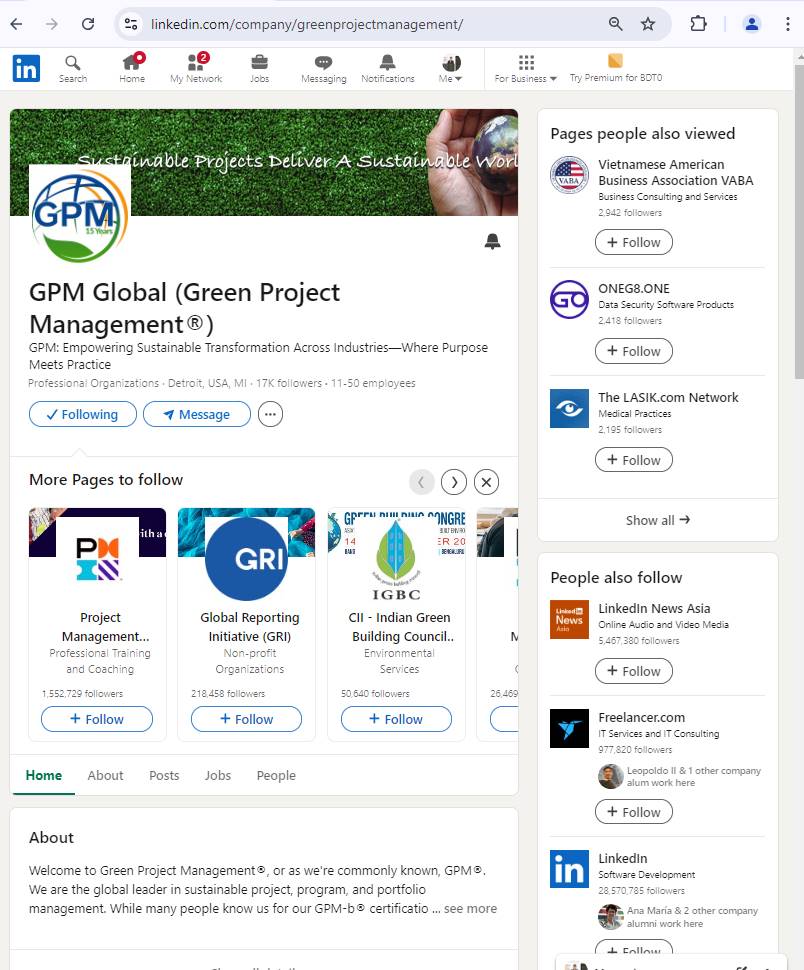 linkedin.com/company/greenprojectmanagement/
in
Search
Home
2
My Network
Jobs
Messaging
Notifications
Me
For Business
Try Premium for BDT0
Sustainable Projects Deliver A Sustainable Worl
GPM
15 Years
GPM Global (Green Project
Management®)
GPM: Empowering Sustainable Transformation Across Industries—Where Purpose
Meets Practice
Professional Organizations · Detroit, USA, MI · 17K followers · 11-50 employees
Following
Message
More Pages to follow
Project
Management...
Professional Training
and Coaching
1,552,729 followers
+ Follow
GRI
Global Reporting
Initiative (GRI)
Non-profit
Organizations
218,458 followers
+ Follow
GREEN BUILDING CONGRE
14
ER 20
BENGALURU
IGBC
CII - Indian Green
Building Council..
Environmental
Services
50,640 followers
+ Follow
26,469
Home
About
Posts
Jobs
People
About
Welcome to Green Project Management®, or as we're commonly known, GPM®.
We are the global leader in sustainable project, program, and portfolio
management. While many people know us for our GPM-b® certificatio ... see more
Pages people also viewed
VABA
Vietnamese American
Business Association VABA
Business Consulting and Services
2,942 followers
+ Follow
GO
ONEG8.ONE
Data Security Software Products
2,418 followers
+ Follow
The LASIK.com Network
Medical Practices
2,195 followers
+ Follow
Show all →
People also follow
LinkedIn
News
Asia
LinkedIn News Asia
Online Audio and Video Media
5,467,380 followers
+ Follow
Freelancer.com
IT Services and IT Consulting
977,820 followers
Leopoldo II & 1 other company
alum work here
+ Follow
in
LinkedIn
Software Development
28,570,785 followers
Ana María & 2 other company
alumni work here
+ Follow